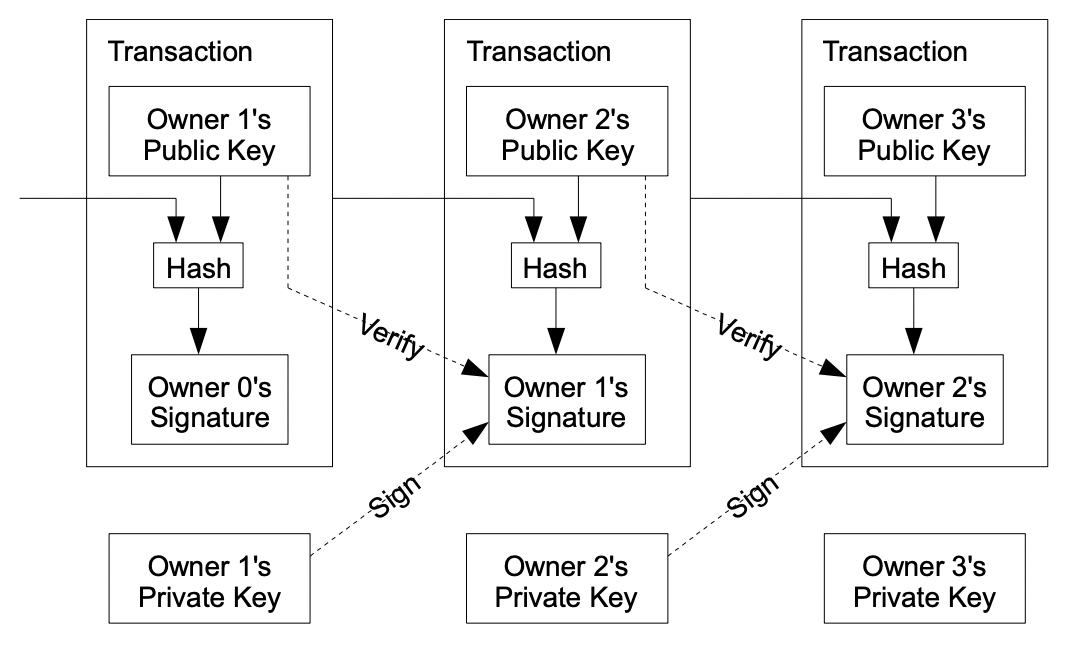 Transaction
Owner 1's
Public Key
Hash
Owner 0's
Signature
Transaction
Owner 2's
Public Key
Hash
Verify
Owner 1's
Signature
Sign
Transaction
Owner 3's
Public Key
Hash
Verify
Owner 2's
Signature
Sign
Owner 1's
Private Key
Owner 2's
Private Key
Owner 3's
Private Key